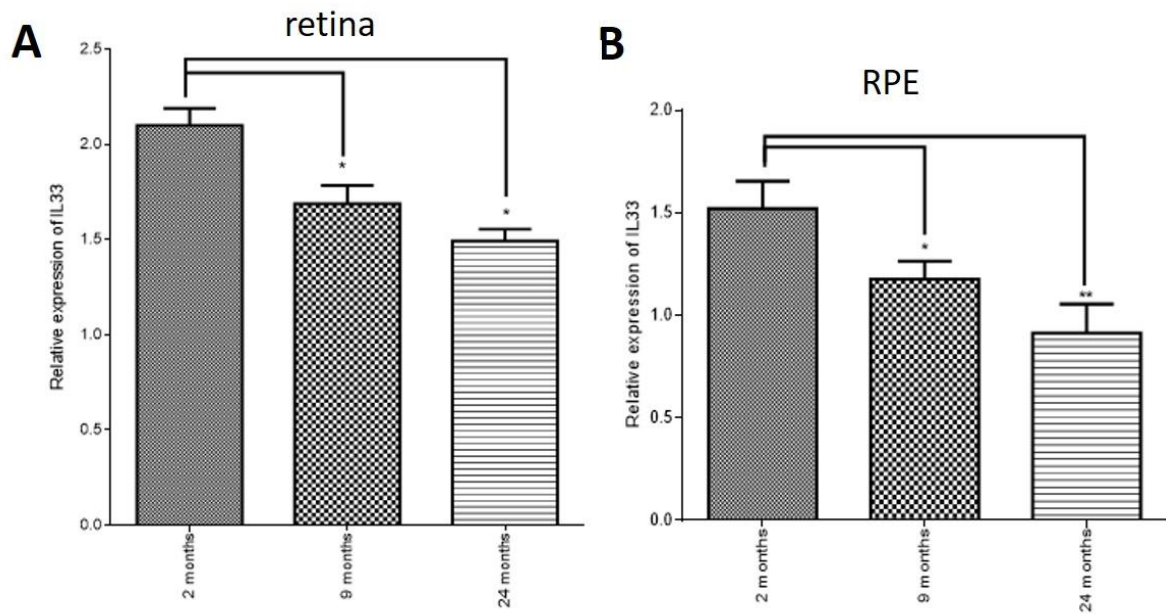 A
retina
2.5
2.0
1.5
1.0
0.5
0.0
Relative expression of IL33
*
*
2 months
9 months
24 months
B
RPE
2.0
1.5
1.0
0.5
0.0
Relative expression of IL33
*
**
2 months
9 months
24 months